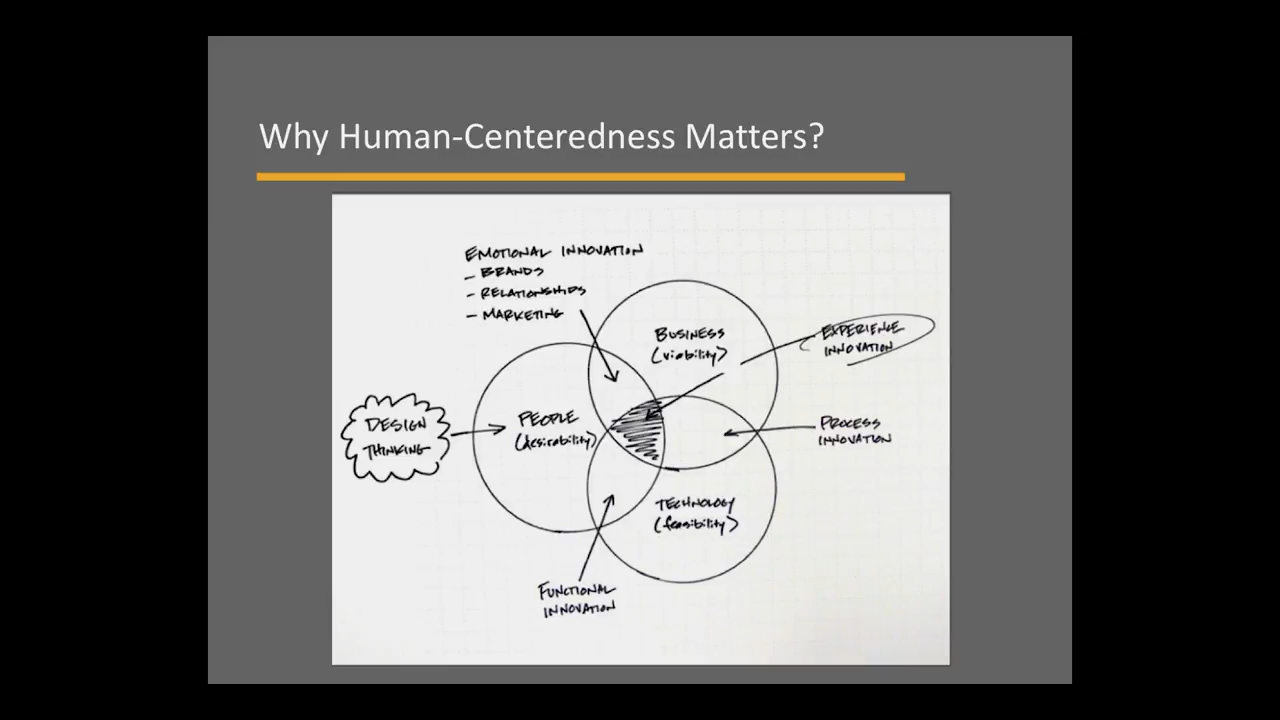 Why Human-Centeredness Matters?
EMOTIONAL INNOVATION
- BRANDS
- RELATIONSHIPS
- MARKETING
BUSINESS
(viability)
EXPERIENCE
INNOVATION
DESIGN
THINKING
PEOPLE
(desirability)
PROCESS
INNOVATION
TECHNOLOGY
(feasibility)
FUNCTIONAL
INNOVATION